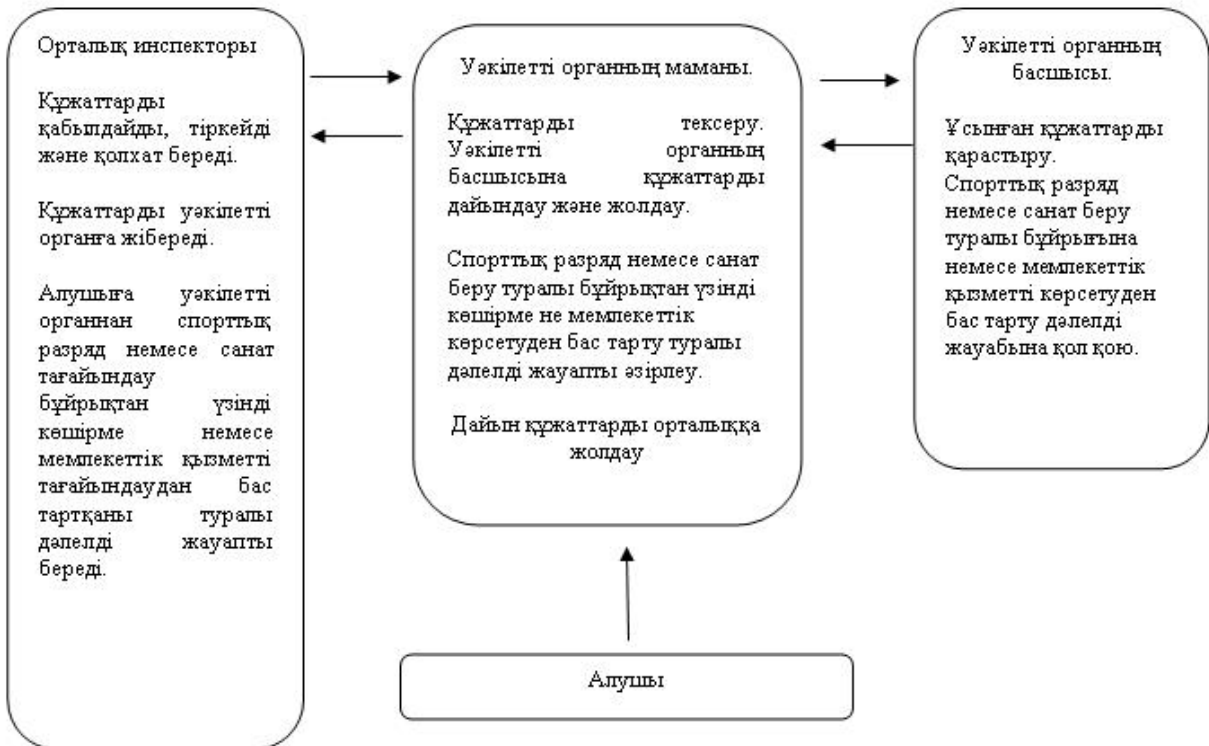 Орталық инспекторы
Құжаттарды
қабылдайды, тіркейді
және қолхат береді.
Құжаттарды уәкілетті
органға жібереді.
Алушыға уәкілетті
органнан спорттық
разряд немесе санат
тағайындау
бұйрықтан үзінді
көшірме немесе
мемлекеттік қызметті
тағайындаудан бас
тартқаны туралы
дәлелді жауапты
береді.
Уәкілетті органның маманы.
Құжаттарды тексеру.
Уәкілетті органның
басшысына құжаттарды
дайындау және жолдау.
Спорттық разряд немесе санат
беру туралы бұйрықтан үзінді
көшірме не мемлекеттік
көрсетуден бас тарту туралы
дәлелді жауапты әзірлеу.
Дайын құжаттарды орталыққа
жолдау
Уәкілетті органның
басшысы.
Ұсынған құжаттарды
қарастыру.
Спорттық разряд
немесе санат беру
туралы бұйрығына
немесе мемлекеттік
қызметті көрсетуден
бас тарту дәлелді
жауабына қол қою.
Алушы